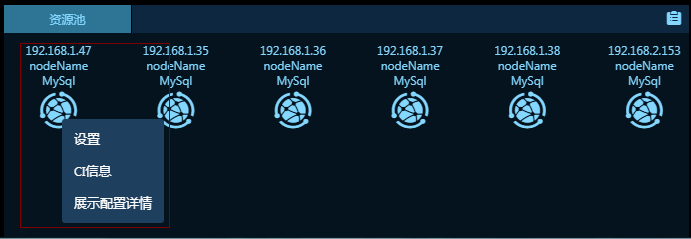 资源池
192.168.1.47 192.168.1.35 192.168.1.36 192.168.1.37 192.168.1.38 192.168.2.153
nodeName nodeName nodeName nodeName nodeName nodeName
MySql MySql MySql MySql MySql MySql
设置
CI信息
展示配置详情